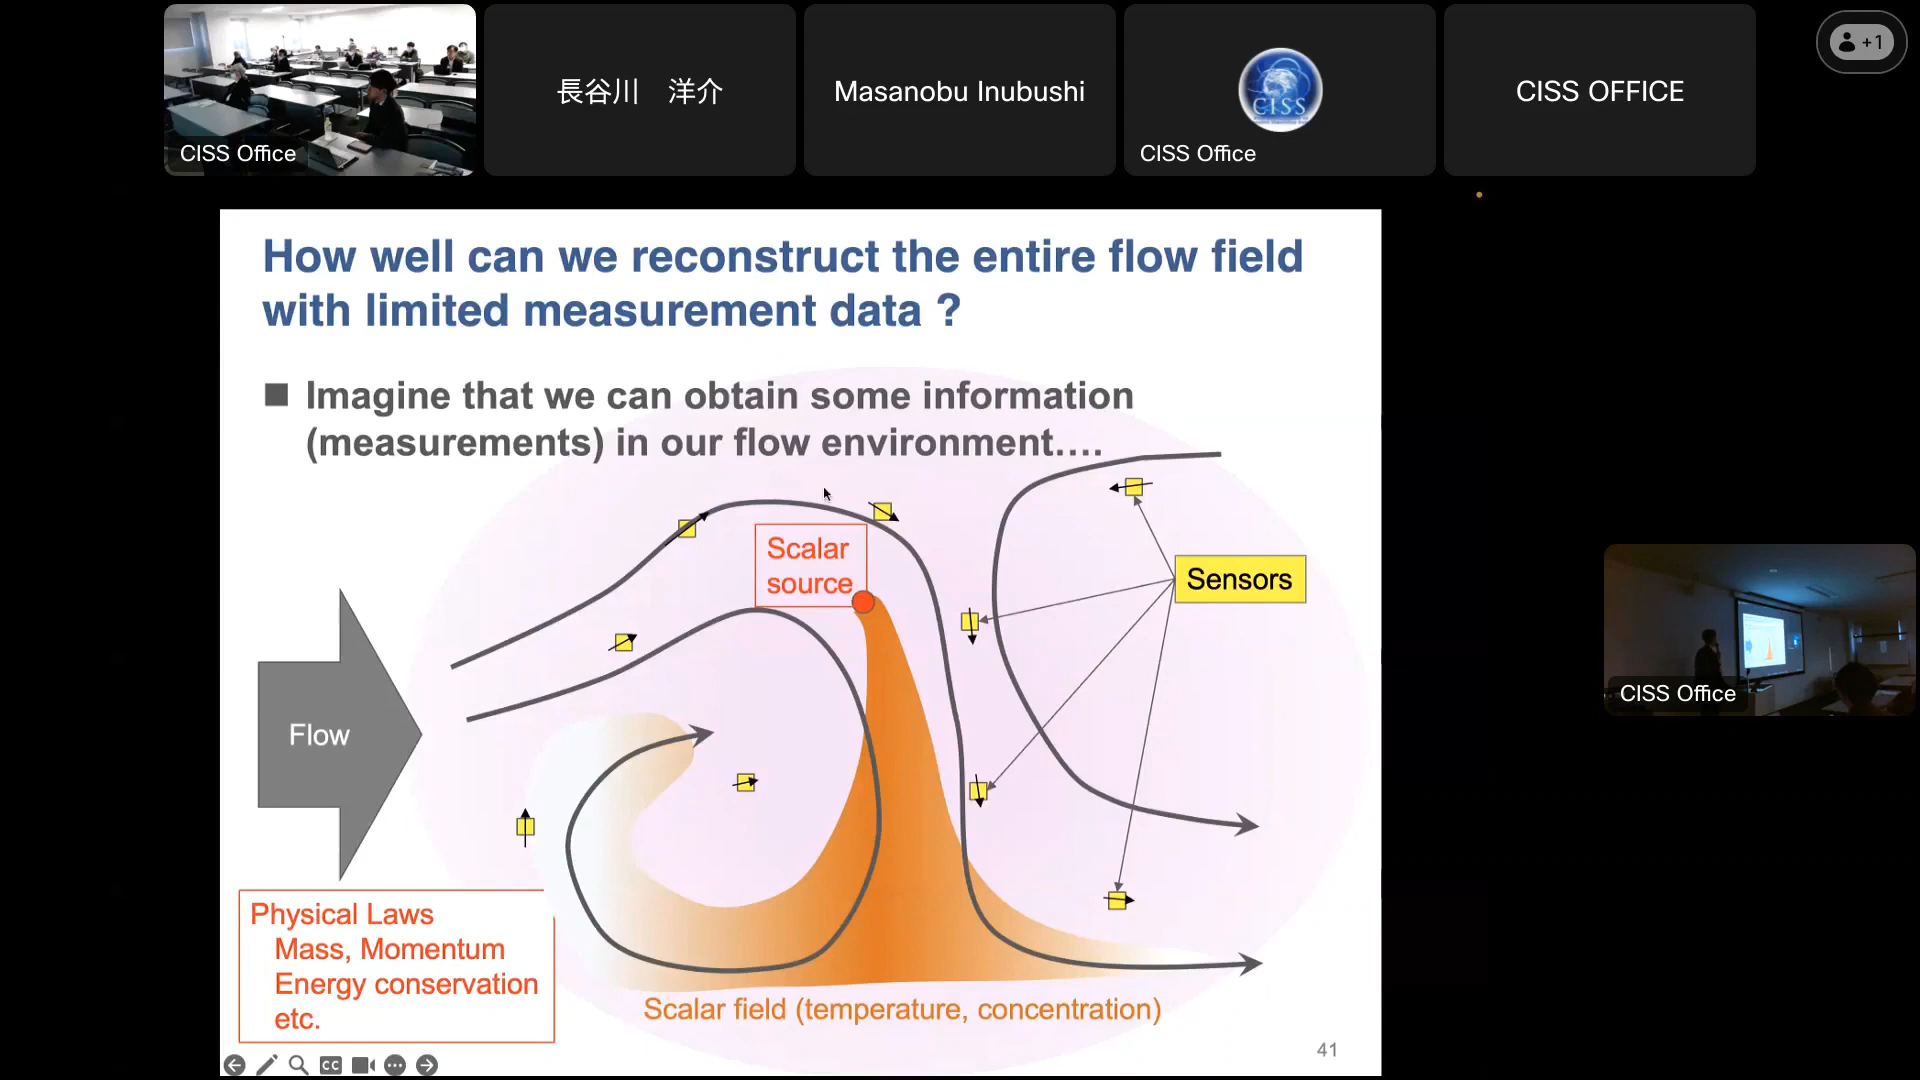 CISS Office
長谷川　洋介
Masanobu Inubushi
CISS
CISS Office
CISS OFFICE
+1
How well can we reconstruct the entire flow field
with limited measurement data ?
Imagine that we can obtain some information
(measurements) in our flow environment....
Scalar
source
Sensors
Flow
CISS Office
Physical Laws
Mass, Momentum
Energy conservation
etc.
Scalar field (temperature, concentration)
41
CC